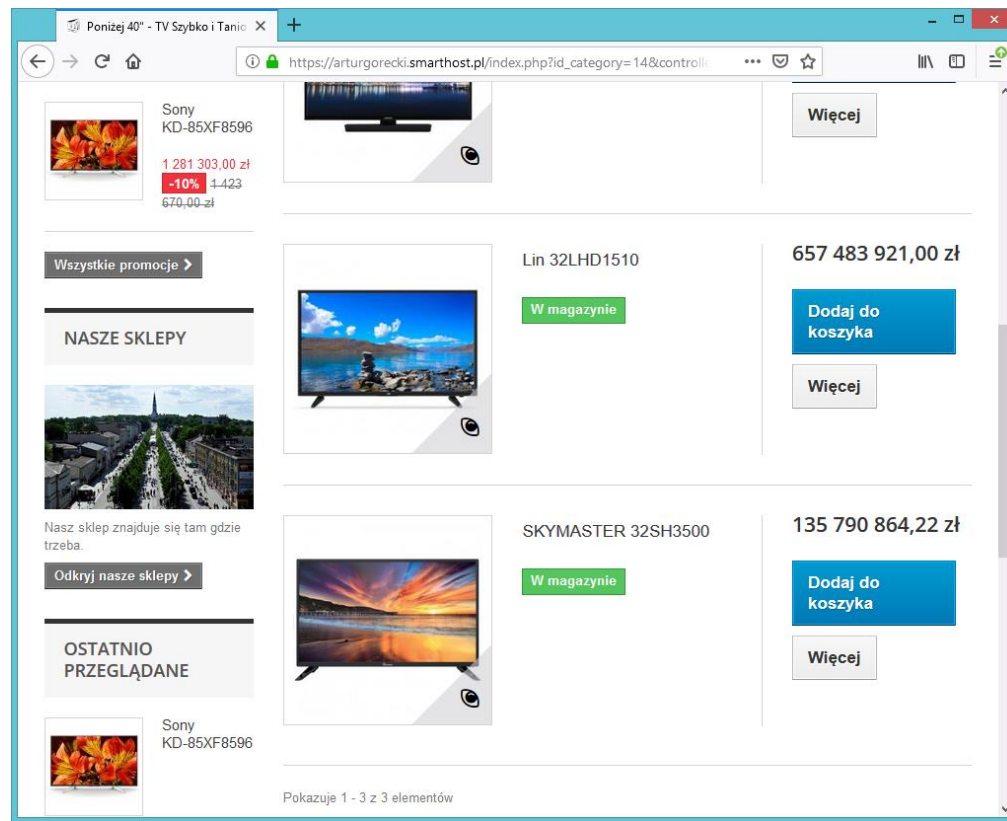 Poniżej 40" - TV Szybko i Tanio
https://arturgorecki.smarthost.pl/index.php?id_category=14&controlle
Sony
KD-85XF8596
1 281 303,00 zł
-10% 1 423
670,00 zł
Wszystkie promocje
NASZE SKLEPY
Nasz sklep znajduje się tam gdzie
trzeba.
Odkryj nasze sklepy
OSTATNIO
PRZEGLĄDANE
Sony
KD-85XF8596
Więcej
Lin 32LHD1510
W magazynie
657 483 921,00 zł
Dodaj do
koszyka
Więcej
SKYMASTER 32SH3500
W magazynie
135 790 864,22 zł
Dodaj do
koszyka
Więcej
Pokazuje 1 - 3 z 3 elementów